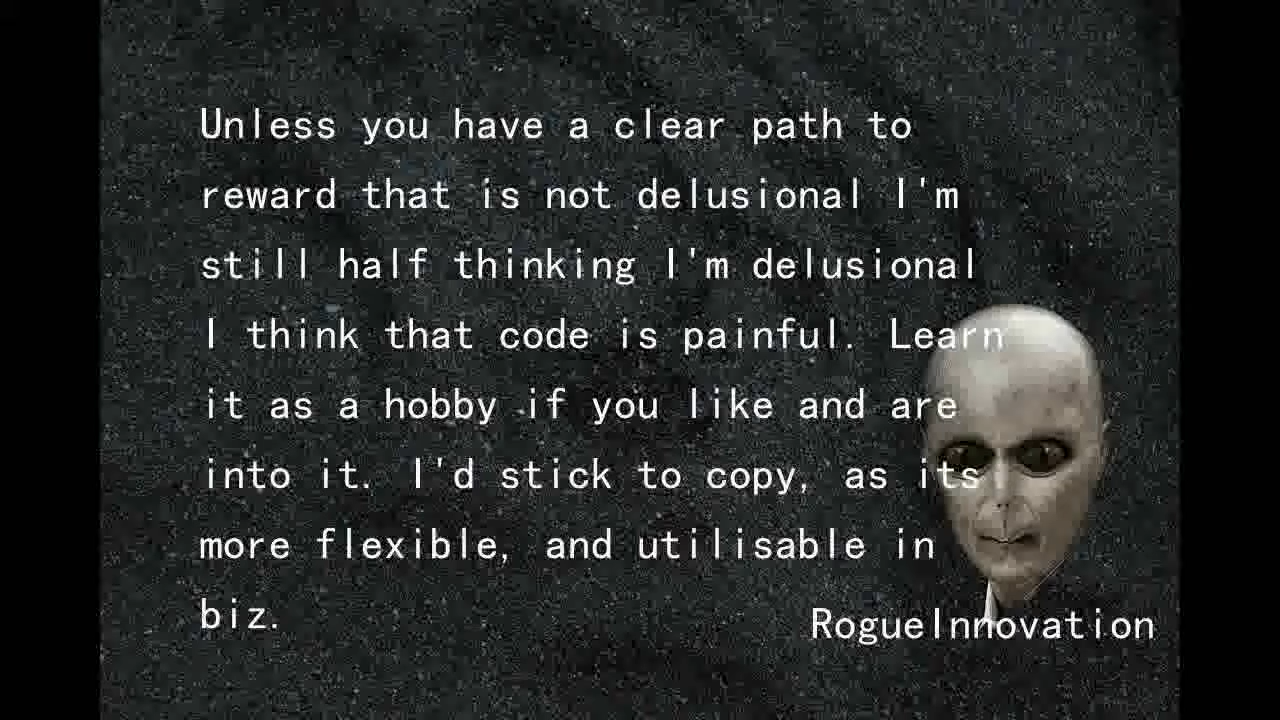 Unless you have a clear path to
reward that is not delusional I'm
still half thinking I'm delusional
I think that code is painful. Learn
it as a hobby if you like and are
into it. I'd stick to copy, as its
more flexible, and utilisable in
biz.
RogueInnovation